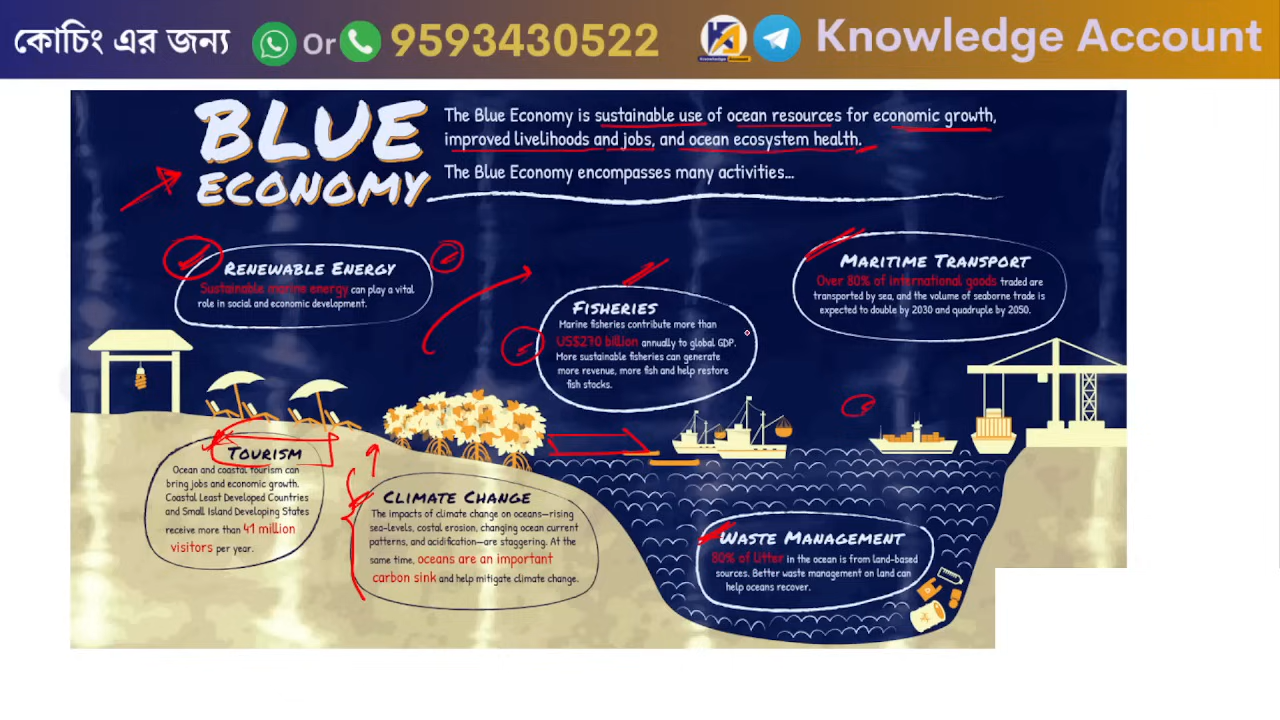 কোচিং এর জন্য Or 9593430522 Knowledge Account
BLUE
ECONOMY
The Blue Economy is sustainable use of ocean resources for economic growth,
improved livelihoods and jobs, and ocean ecosystem health.
The Blue Economy encompasses many activities...
RENEWABLE ENERGY
Sustainable marine energy can play a vital
role in social and economic development.
FISHERIES
Marine fisheries contribute more than
US$270 billion annually to global GDP.
More sustainable fisheries can generate
more revenue, more fish and help restore
fish stocks.
MARITIME TRANSPORT
Over 80% of international goods traded are
transported by sea, and the volume of seaborne trade is
expected to double by 2030 and quadruple by 2050.
TOURISM
Ocean and coastal tourism can
bring jobs and economic growth.
Coastal Least Developed Countries
and Small Island Developing States
receive more than 41 million
visitors per year.
CLIMATE CHANGE
The impacts of climate change on oceans—rising
sea-levels, costal erosion, changing ocean current
patterns, and acidification—are staggering. At the
same time, oceans are an important
carbon sink and help mitigate climate change.
WASTE MANAGEMENT
80% of litter in the ocean is from land-based
sources. Better waste management on land can
help oceans recover.